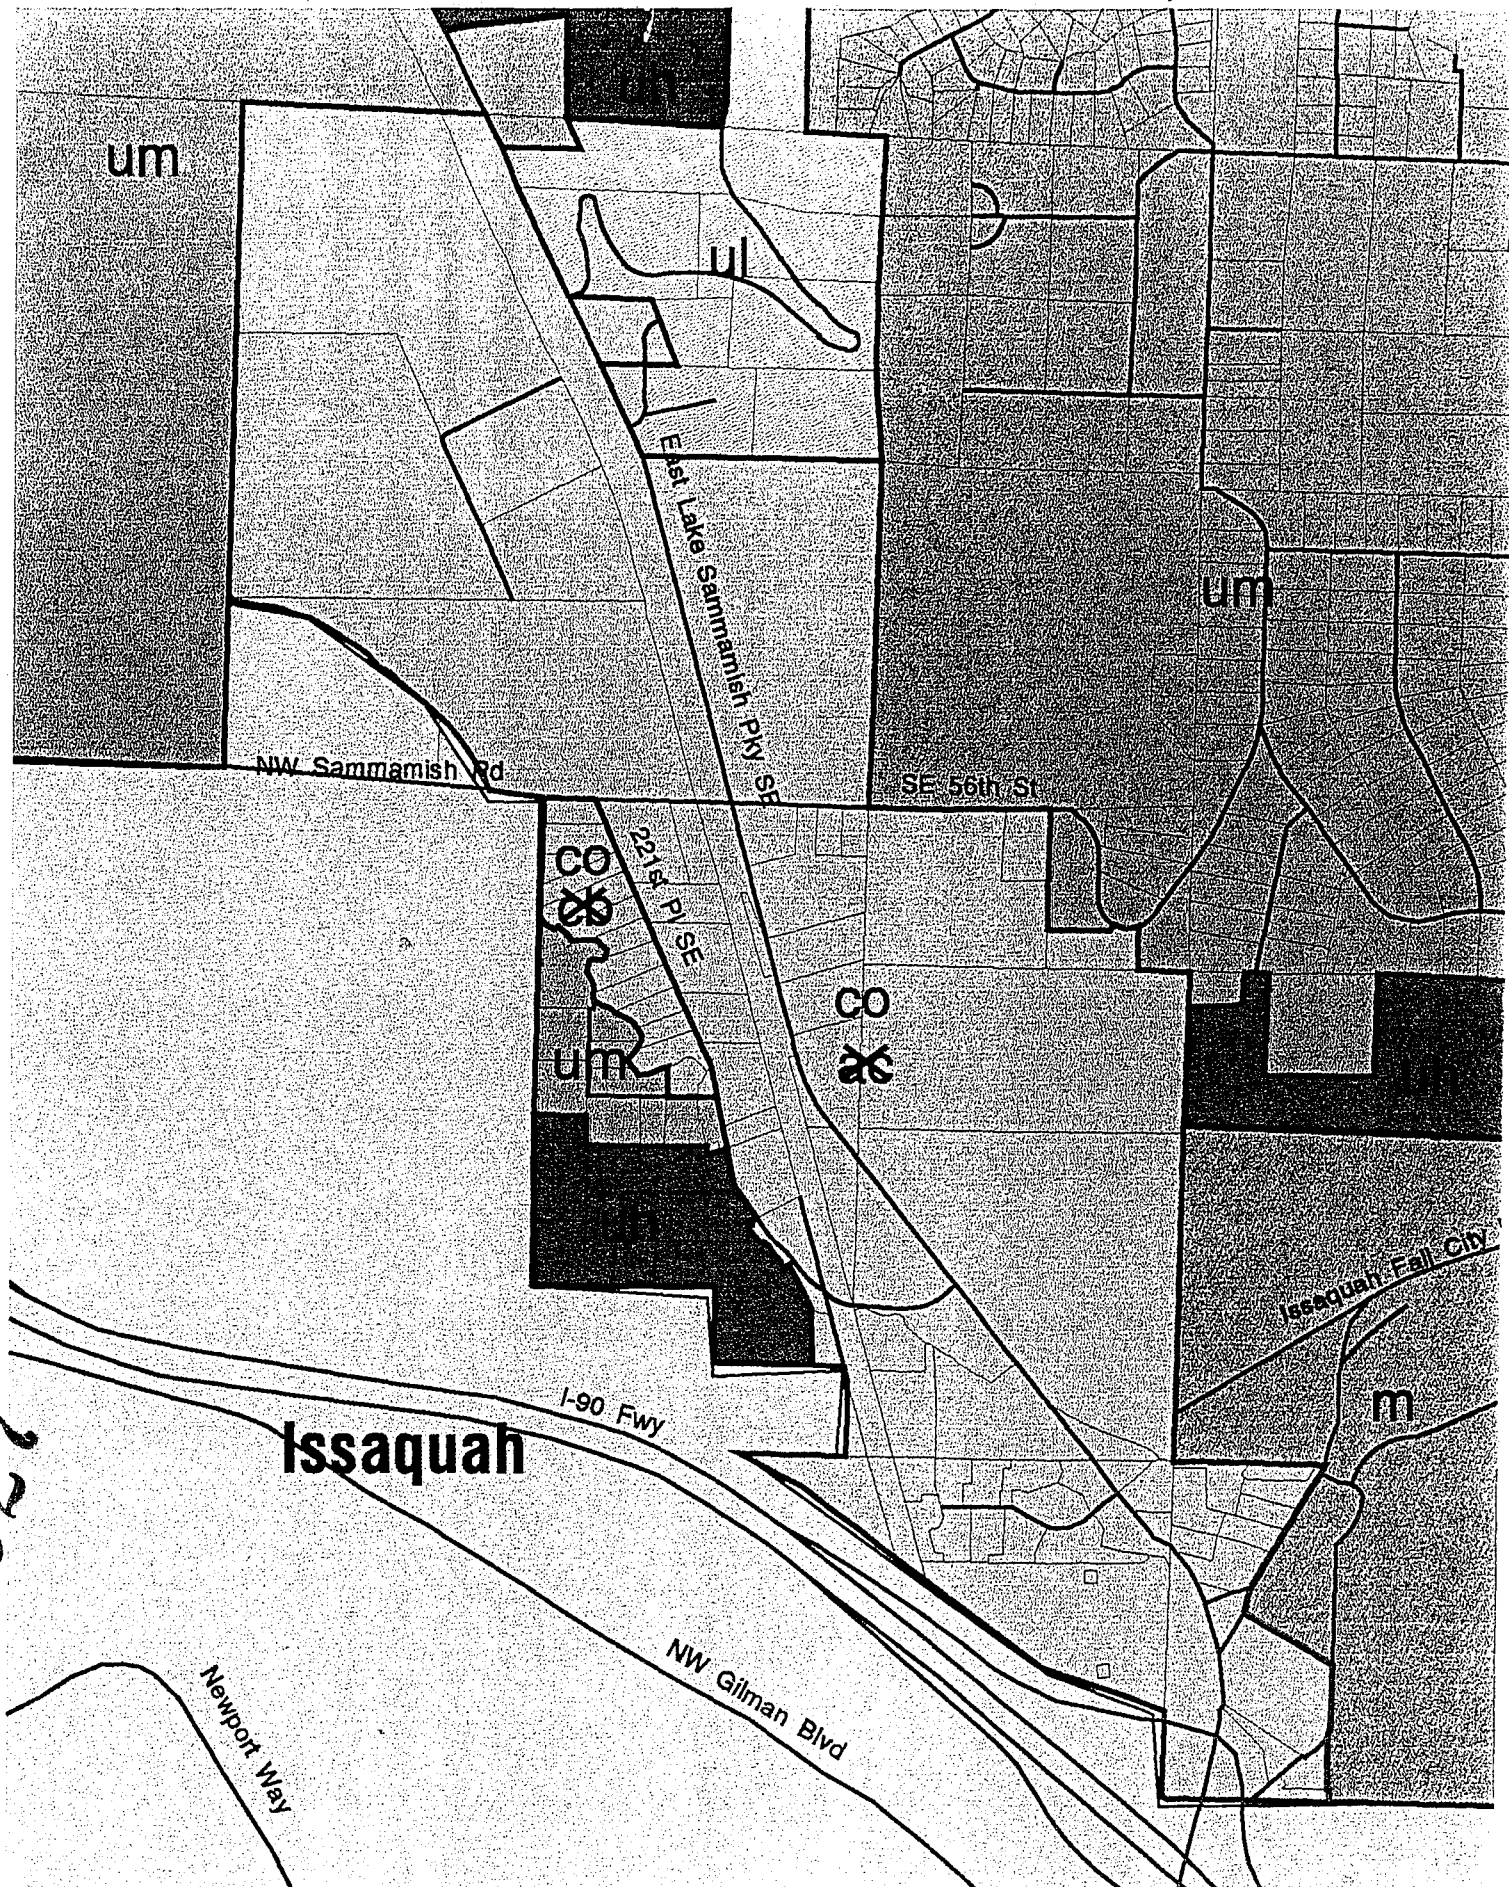 um
ul
East Lake Sammamish Pky SE
um
NW Sammamish Rd
SE 56th St
221st Pl SE
co
co
ac
um
Issaquah Fall City
m
I-90 Fwy
Issaquah
NW Gilman Blvd
Newport Way